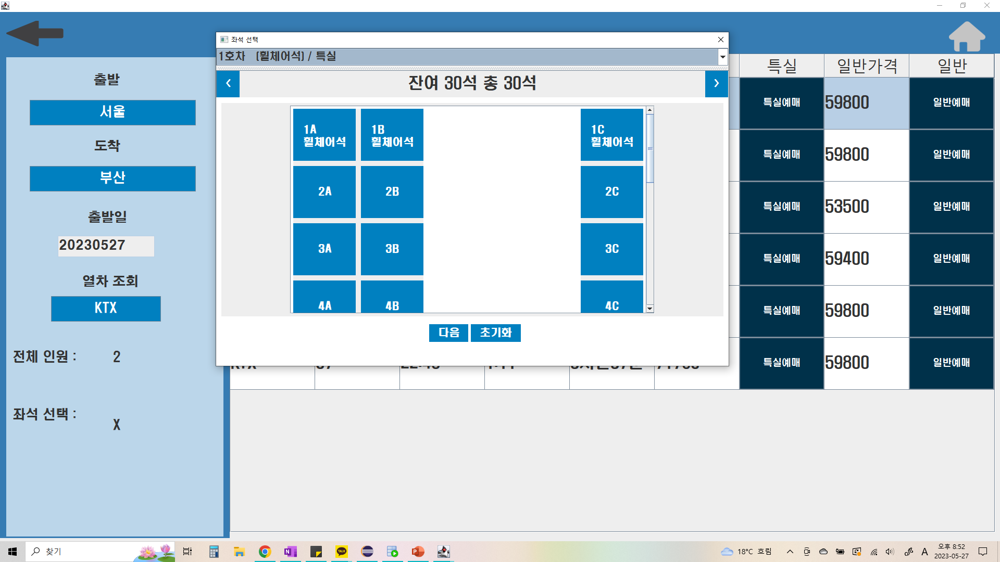 출발
서울
도착
부산
출발일
20230527
열차 조회
KTX
전체 인원 : 2
좌석 선택 :
X
좌석 선택
1호차 (휠체어석) / 특실
잔여 30석 총 30석
1A
휠체어석
1B
휠체어석
1C
휠체어석
2A 2B 2C
3A 3B 3C
4A 4B 4C
다음 초기화
특실 일반가격 일반
특실예매 59800 일반예매
특실예매 59800 일반예매
특실예매 53500 일반예매
특실예매 59400 일반예매
특실예매 59800 일반예매
특실예매 59800 일반예매
찾기
TALK
18°C 흐림
A
오후 8:52
2023-05-27